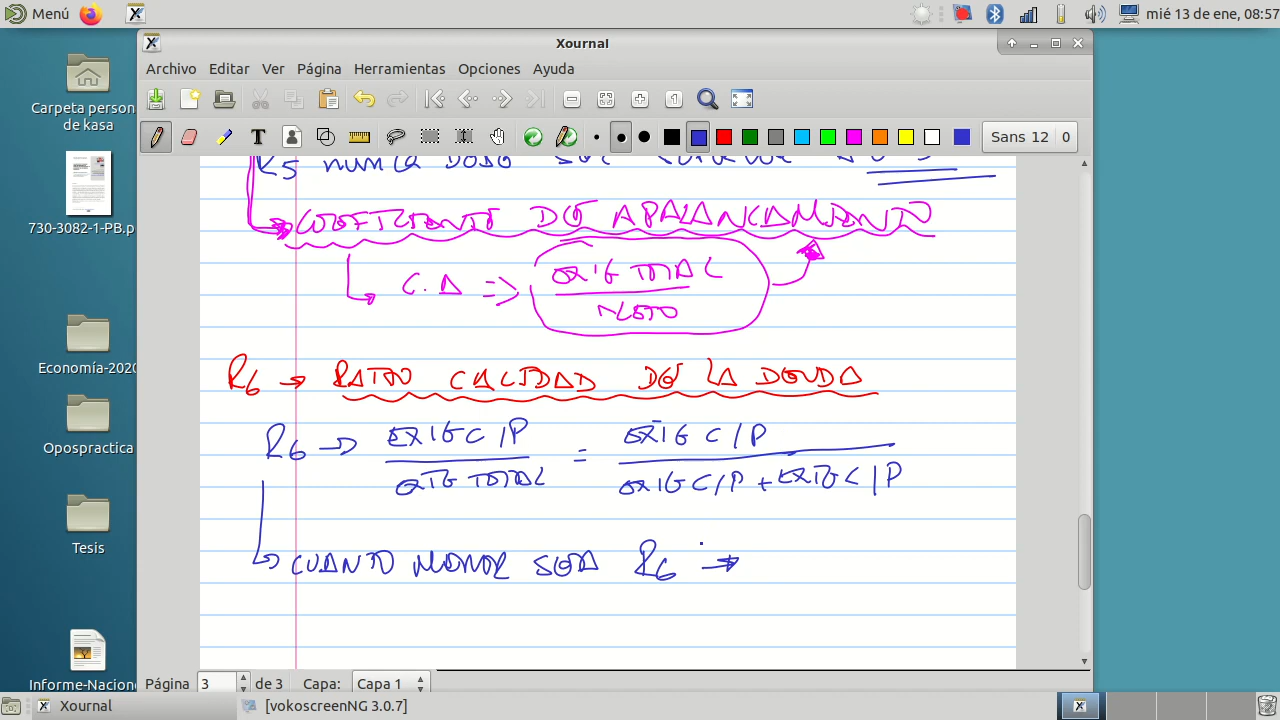 Menú
mié 13 de ene, 08:57
Xournal
Archivo Editar Ver Página Herramientas Opciones Ayuda
Sans 12 0
Carpeta person
de kasa
730-3082-1-PB.p
Economía-2020
Opospractica
Tesis
Informe-Nacion
R5
COEFICIENTE DE APALANCAMIENTO
C.A => EXIG TOTAL
NETO
R6 → RATIO CALIDAD DE LA DEUDA
R6 → EXIG C/P = EXIG C/P
EXIG TOTAL EXIG C/P + EXIG C/P
CUANTO MENOR SEA R6 →
Página 3 de 3 Capa: Capa 1
Xournal
[vokoscreenNG 3.0.7]